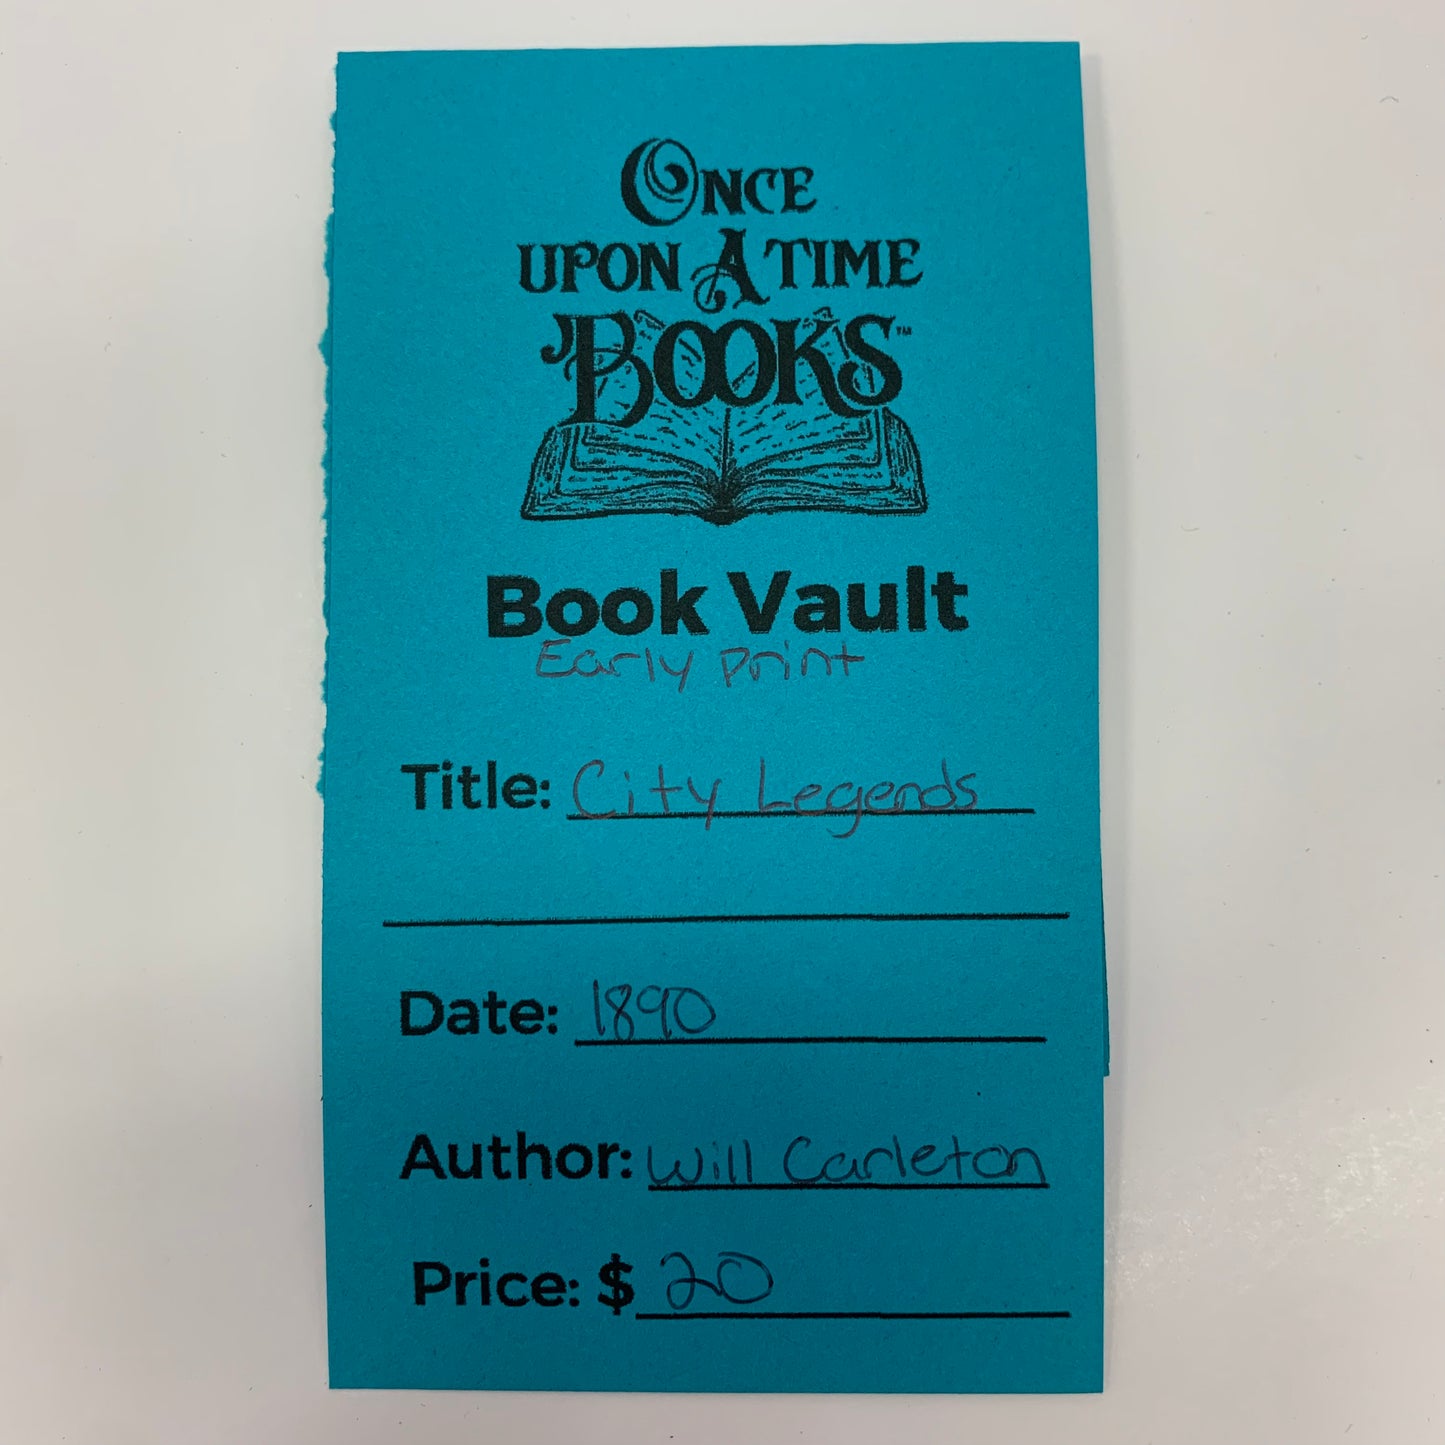 ONCE
UPON A TIME
BOOKS
Book Vault
Early print
Title: City Legends
Date: 1890
Author: Will Carleton
Price: $ 20